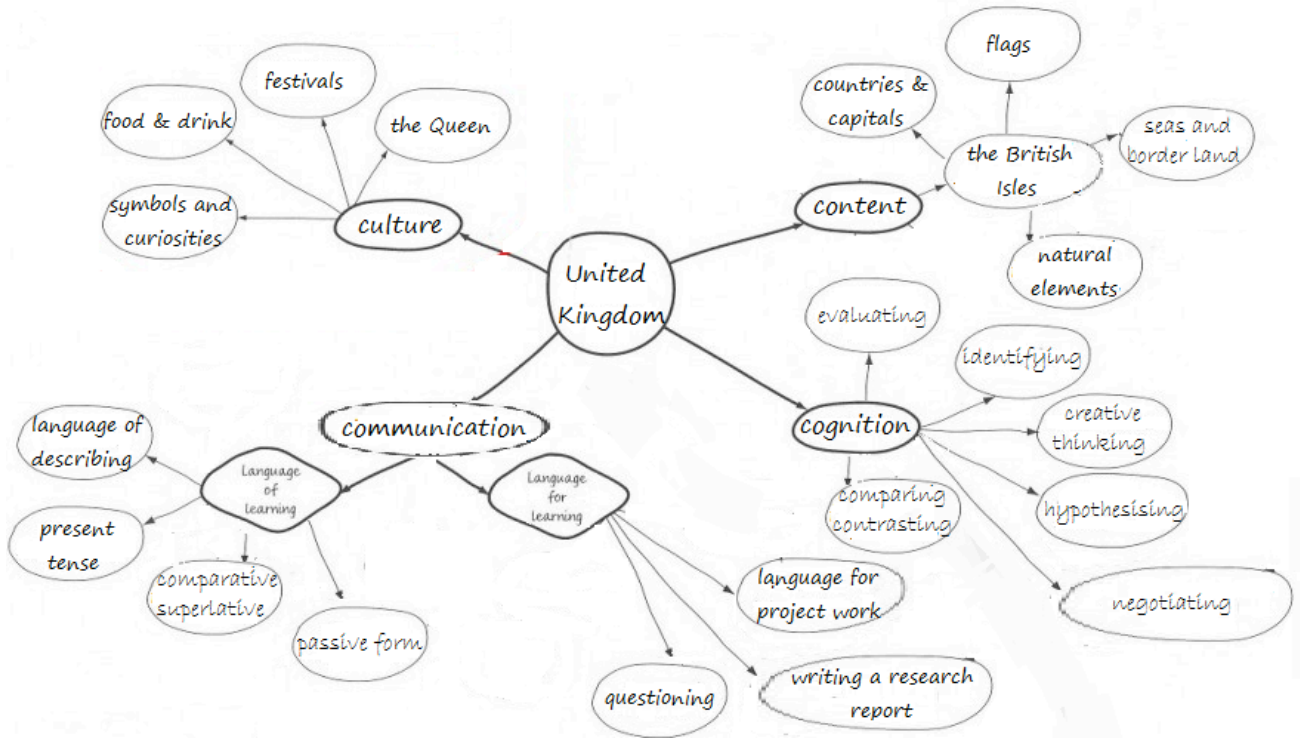 flags
festivals
countries &
capitals
food & drink
the Queen
seas and
border land
the British
Isles
symbols and
curiosities
culture
content
United
Kingdom
natural
elements
evaluating
identifying
language of
describing
communication
cognition
creative
thinking
Language
of
learning
Language
for
learning
comparing
contrasting
hypothesising
present
tense
comparative
superlative
language for
project work
negotiating
passive form
questioning
writing a research
report